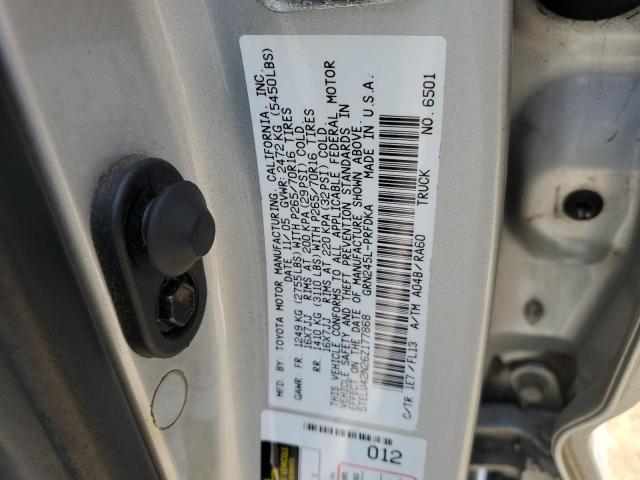 MFD. BY: TOYOTA MOTOR MANUFACTURING, CALIFORNIA, INC.
DATE 11/05 GVWR: 2472 KG (5450LBS)
GAWR: FR. 1249 KG (2755LBS) WITH P265/70R16 TIRES
16X7JJ RIMS AT 200 KPA (29 PSI) COLD
RR. 1410 KG (3110 LBS) WITH P265/70R16 TIRES
16X7JJ RIMS AT 220 KPA (32PSI) COLD
THIS VEHICLE CONFORMS TO ALL APPLICABLE FEDERAL MOTOR
VEHICLE SAFETY AND THEFT PREVENTION STANDARDS IN
EFFECT ON THE DATE OF MANUFACTURE SHOWN ABOVE.
5TELU42N26Z177868 GRN245L-PRFDKA MADE IN U.S.A.
C/TR 1E7/FL13 A/TM A04B/RA60 TRUCK NO. 6501
012